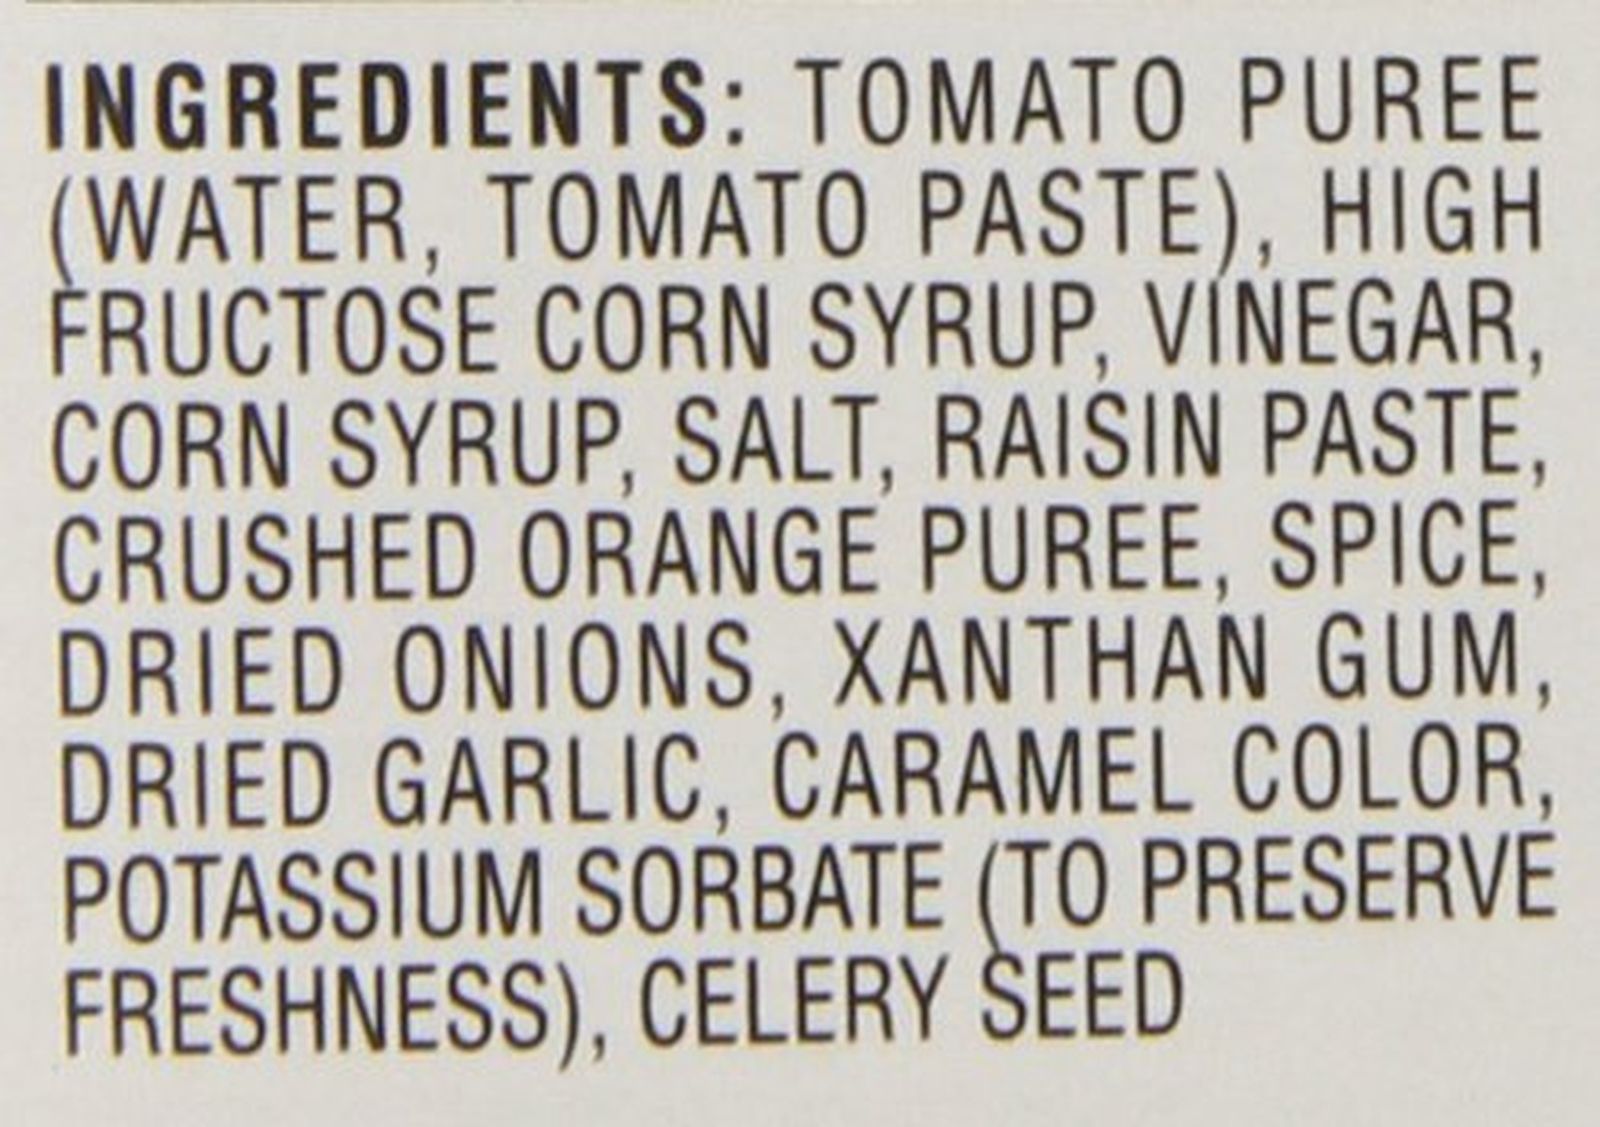 INGREDIENTS: TOMATO PUREE
(WATER, TOMATO PASTE), HIGH
FRUCTOSE CORN SYRUP, VINEGAR,
CORN SYRUP, SALT, RAISIN PASTE,
CRUSHED ORANGE PUREE, SPICE,
DRIED ONIONS, XANTHAN GUM,
DRIED GARLIC, CARAMEL COLOR,
POTASSIUM SORBATE (TO PRESERVE
FRESHNESS), CELERY SEED